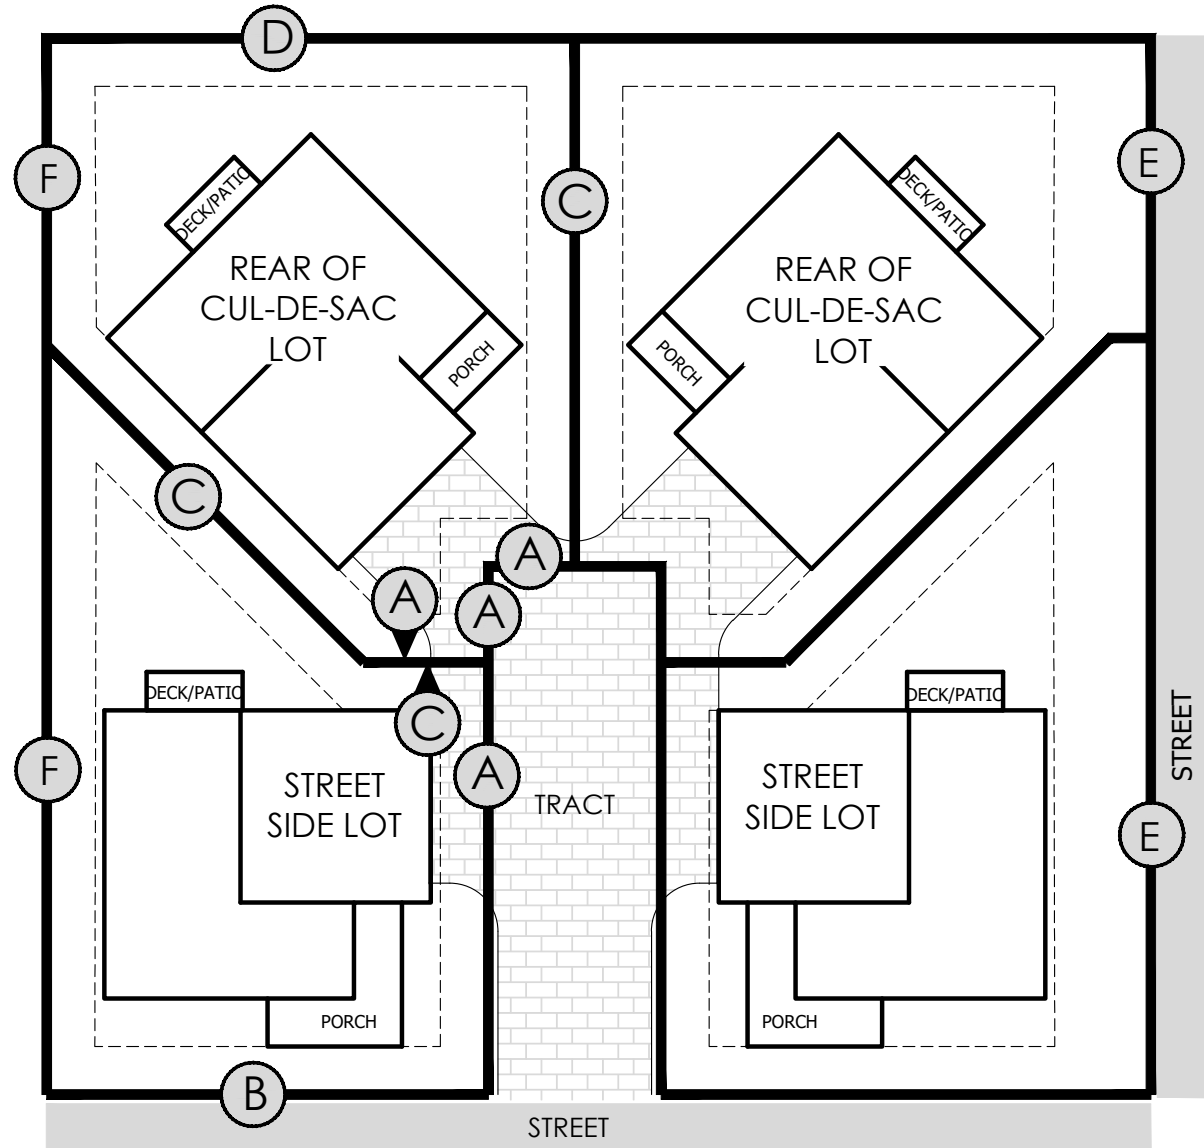 D
F
C
E
DECK/PATIO
DECK/PATIO
REAR OF
CUL-DE-SAC
LOT
REAR OF
CUL-DE-SAC
LOT
PORCH
PORCH
C
A
A
A
C
A
DECK/PATIO
DECK/PATIO
F
STREET
SIDE LOT
TRACT
STREET
SIDE LOT
STREET
E
PORCH
PORCH
B
STREET